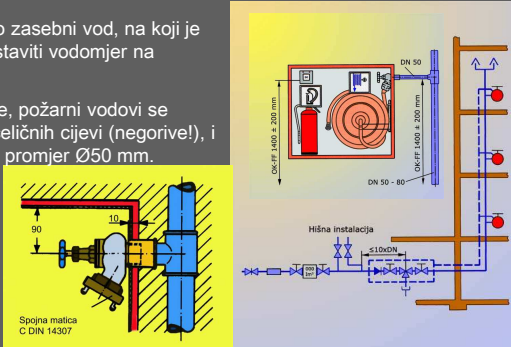 o zasebni vod, na koji je
staviti vodomjer na
e, požarni vodovi se
eličnih cijevi (negorive!), i
promjer Ø50 mm.
90
10
Spojna matica
C DIN 14307
DN 50
OK-FF 1400 ± 200 mm
OK-FF 1400 ± 200 mm
DN 50 - 80
Hišna instalacija
≤10xDN
000